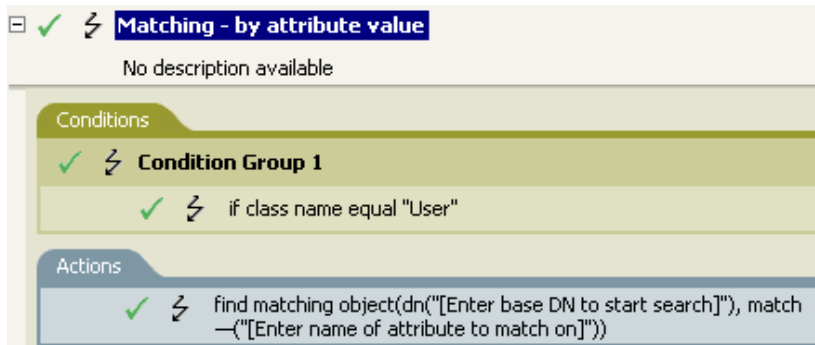 Matching - by attribute value
No description available
Conditions
Condition Group 1
if class name equal "User"
Actions
find matching object(dn("[Enter base DN to start search]"), match
—("[Enter name of attribute to match on]"))